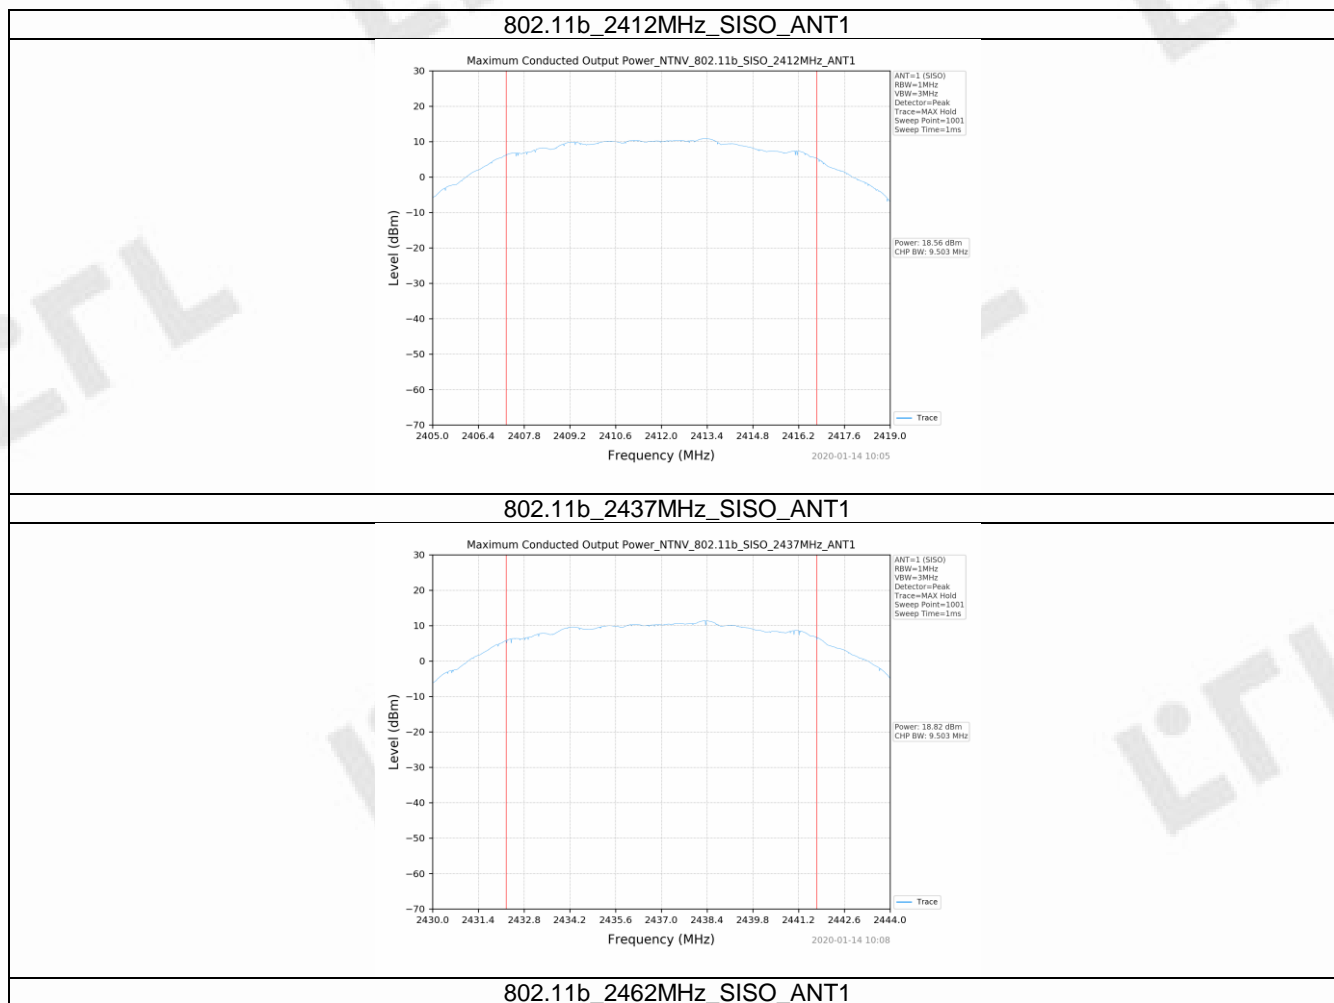 802.11b_2412MHz_SISO_ANT1
Maximum Conducted Output Power_NTNV_802.11b_SISO_2412MHz_ANT1
30
20
10
0
−10
−20
−30
−40
−50
−60
−70
Level (dBm)
2405.0 2406.4 2407.8 2409.2 2410.6 2412.0 2413.4 2414.8 2416.2 2417.6 2419.0
Frequency (MHz)
2020-01-14 10:05
ANT=1 (SISO)
RBW=1MHz
VBW=3MHz
Detector=Peak
Trace=MAX Hold
Sweep Point=1001
Sweep Time=1ms
Power: 18.56 dBm
CHP BW: 9.503 MHz
Trace
802.11b_2437MHz_SISO_ANT1
Maximum Conducted Output Power_NTNV_802.11b_SISO_2437MHz_ANT1
30
20
10
0
−10
−20
−30
−40
−50
−60
−70
Level (dBm)
2430.0 2431.4 2432.8 2434.2 2435.6 2437.0 2438.4 2439.8 2441.2 2442.6 2444.0
Frequency (MHz)
2020-01-14 10:08
ANT=1 (SISO)
RBW=1MHz
VBW=3MHz
Detector=Peak
Trace=MAX Hold
Sweep Point=1001
Sweep Time=1ms
Power: 18.82 dBm
CHP BW: 9.503 MHz
Trace
802.11b_2462MHz_SISO_ANT1